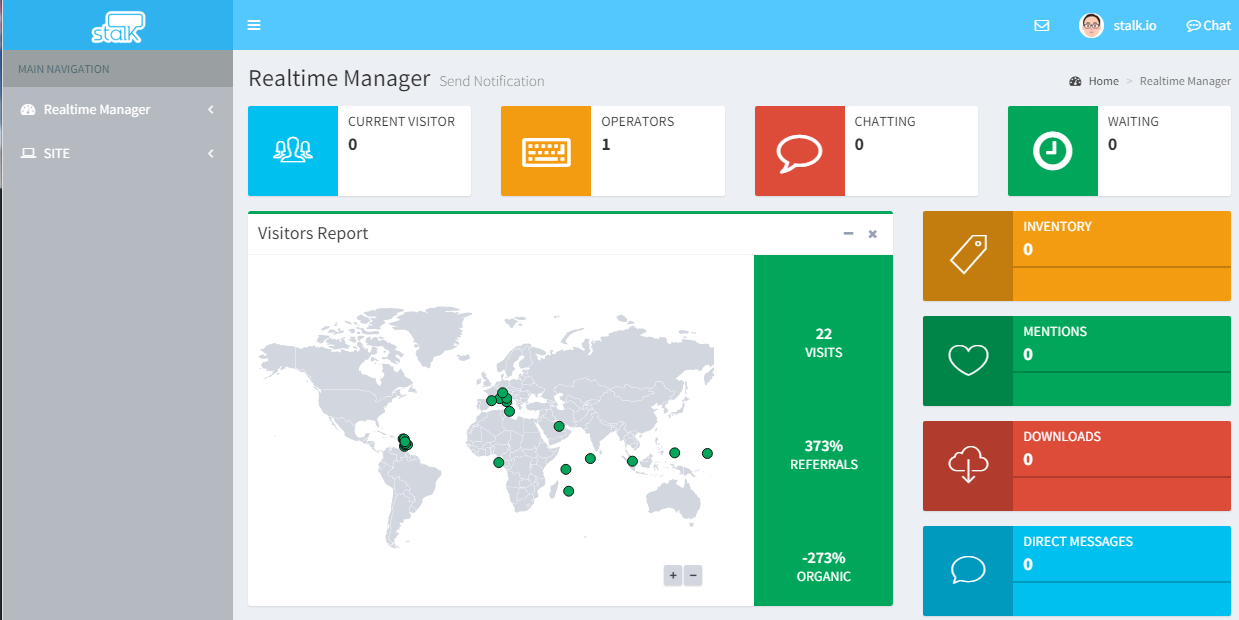 stalk
stalk.io
Chat
MAIN NAVIGATION
Realtime Manager
SITE
Realtime Manager Send Notification
Home > Realtime Manager
CURRENT VISITOR
0
OPERATORS
1
CHATTING
0
WAITING
0
Visitors Report
22
VISITS
373%
REFERRALS
-273%
ORGANIC
+ −
INVENTORY
0
MENTIONS
0
DOWNLOADS
0
DIRECT MESSAGES
0